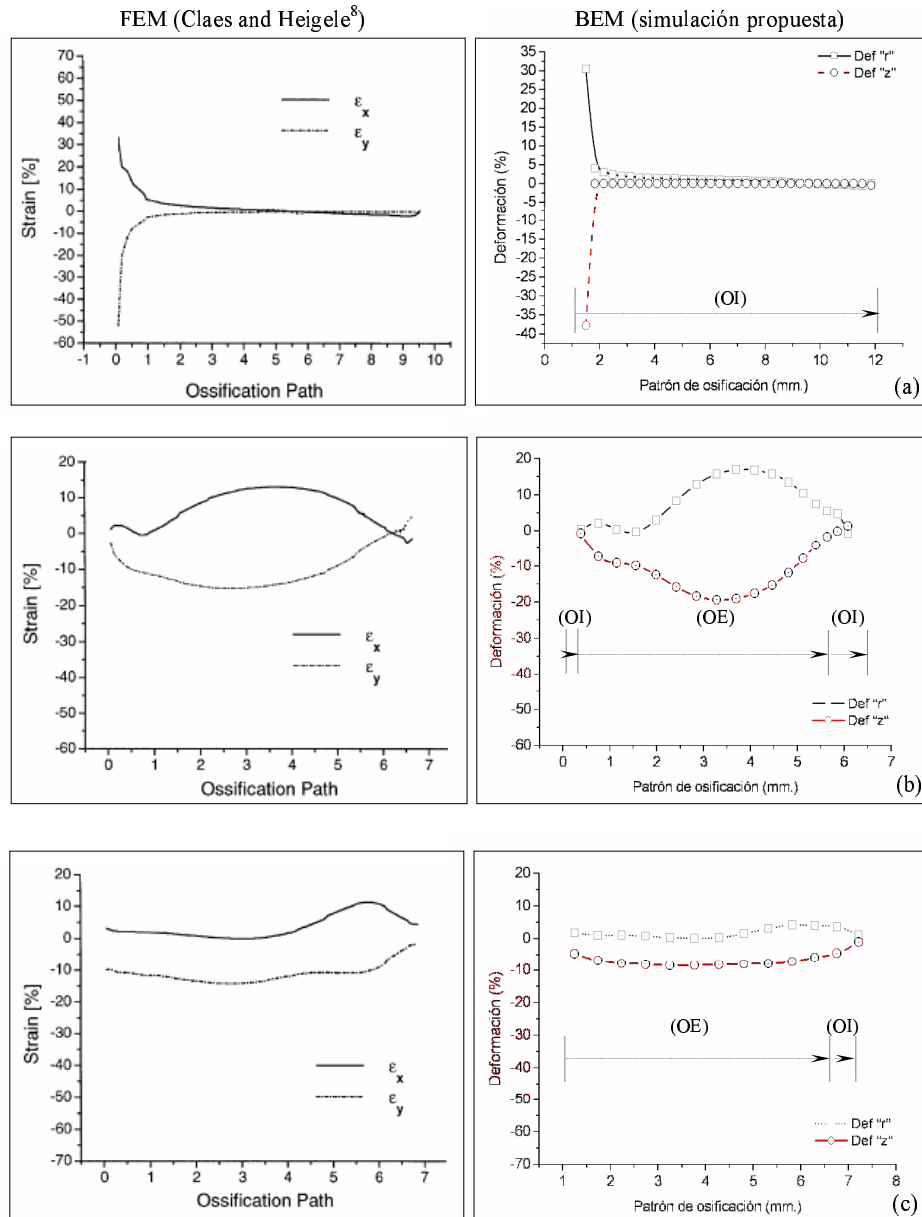 FEM (Claes and Heigele8)
BEM (simulación propuesta)
70
60
50
40
30
20
10
0
-10
-20
-30
-40
-50
-60
Strain [%]
εx
εy
-1 0 1 2 3 4 5 6 7 8 9 10
Ossification Path
35
30
25
20
15
10
5
0
5
-10
-15
-20
-25
-30
-35
-40
Deformación (%)
Def "r"
Def "z"
(OI)
0 2 4 6 8 10 12
Patrón de osificación (mm.)
(a)
20
10
0
-10
-20
-30
-40
-50
-60
Strain [%]
εx
εy
0 1 2 3 4 5 6 7
Ossification Path
20
10
0
-10
-20
-30
-40
-50
-60
Deformación (%)
(OI) (OE) (OI)
Def "r"
Def "z"
0 1 2 3 4 5 6 7
Patrón de osificación (mm.)
(b)
20
10
0
-10
-20
-30
-40
-50
-60
-70
Strain [%]
εx
εy
0 1 2 3 4 5 6 7
Ossification Path
20
10
0
-10
-20
-30
-40
-50
-60
-70
Deformación (%)
(OE) (OI)
Def "r"
Def "z"
1 2 3 4 5 6 7 8
Patrón de osificación (mm.)
(c)